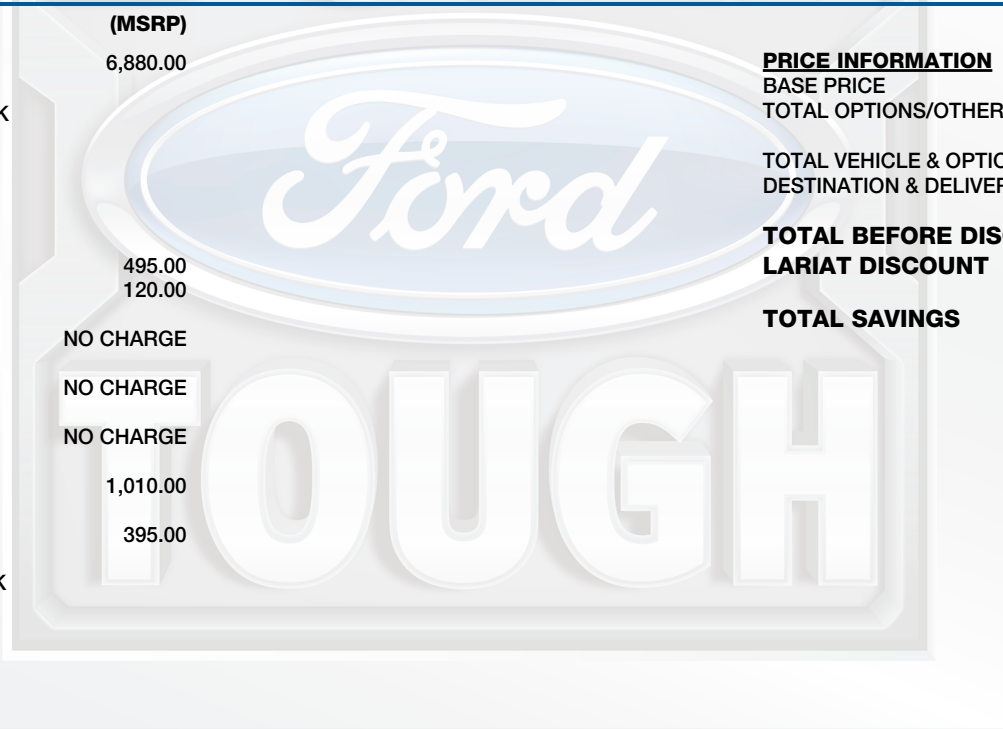 (MSRP)
6,880.00
K
495.00
120.00
NO CHARGE
NO CHARGE
NO CHARGE
1,010.00
395.00
K
PRICE INFORMATION
BASE PRICE
TOTAL OPTIONS/OTHER
TOTAL VEHICLE & OPTIO
DESTINATION & DELIVER
TOTAL BEFORE DISC
LARIAT DISCOUNT
TOTAL SAVINGS
Ford
TOUGH